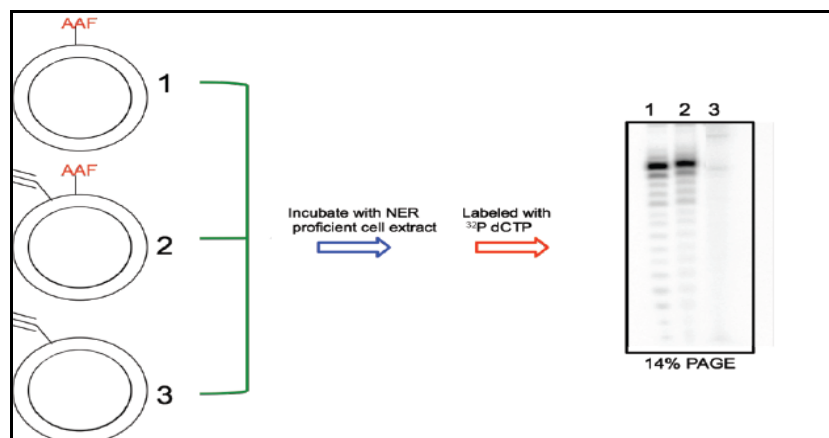 AAF
1
AAF
2
3
Incubate with NER
proficient cell extract
Labeled with
³²P dCTP
1 2 3
14% PAGE